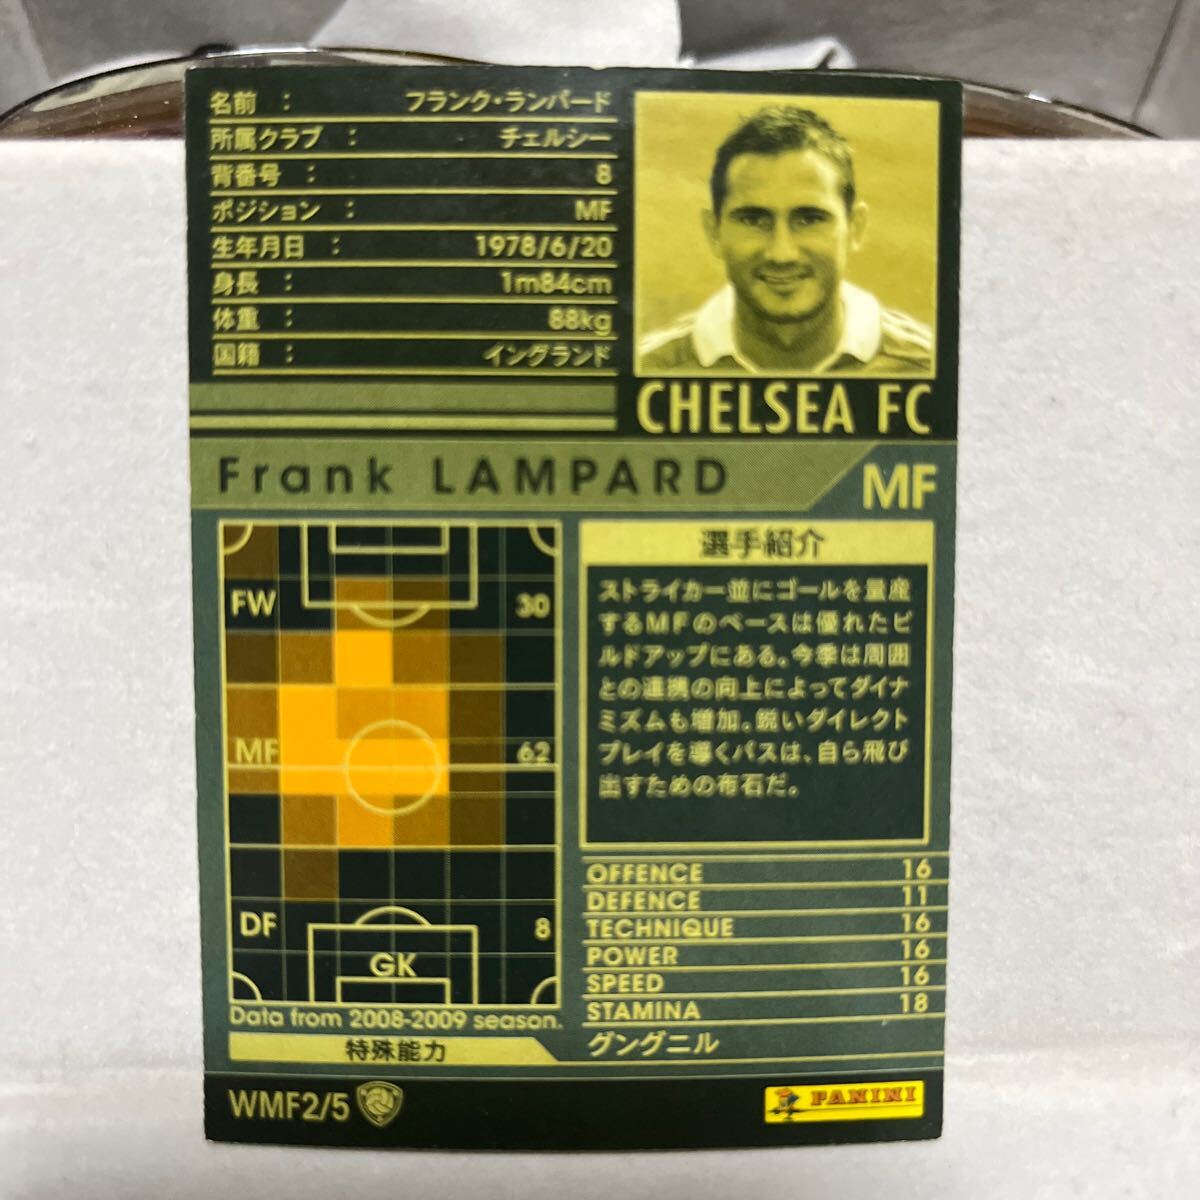 名前 : フランク・ランパード
所属クラブ : チェルシー
背番号 : 8
ポジション : MF
生年月日 : 1978/6/20
身長 : 1m84cm
体重 : 88kg
国籍 : イングランド
CHELSEA FC
Frank LAMPARD
MF
FW 30
MF 62
DF 8
GK
Data from 2008-2009 season.
特殊能力
選手紹介
ストライカー並にゴールを量産
するMFのベースは優れたビ
ルドアップにある。今季は周囲
との連携の向上によってダイナ
ミズムも増加。鋭いダイレクト
プレイを導くパスは、自ら飛び
出すための布石だ。
OFFENCE 16
DEFENCE 11
TECHNIQUE 16
POWER 16
SPEED 16
STAMINA 18
グングニル
WMF2/5
PANINI